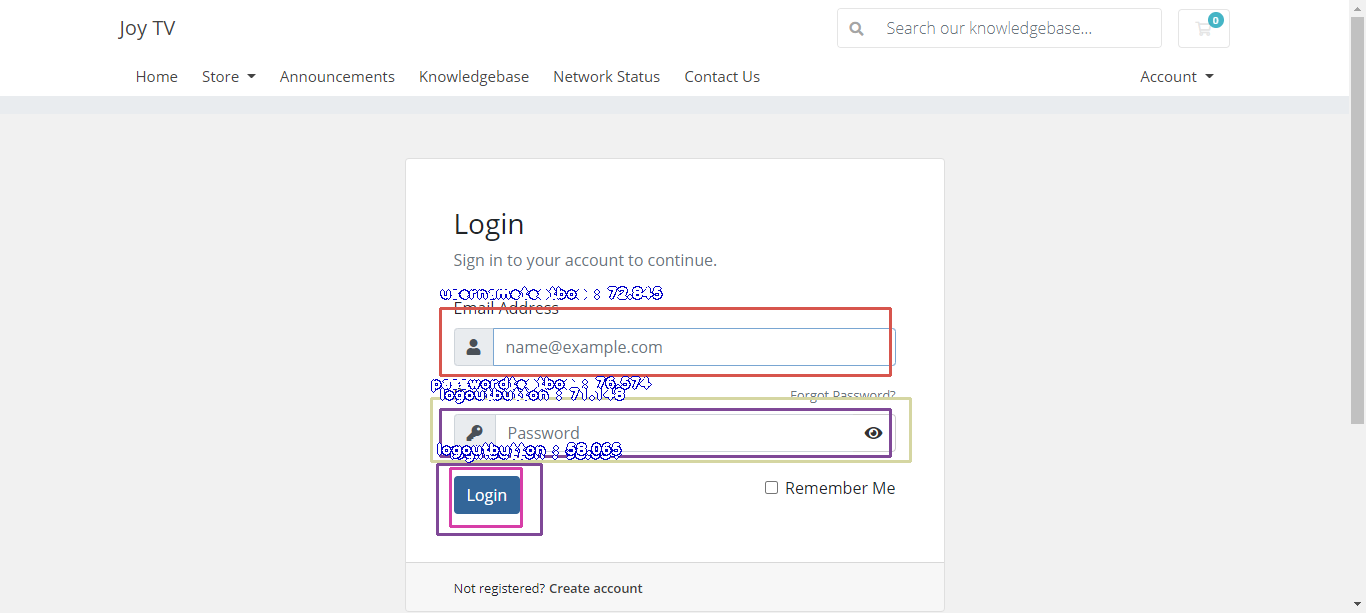 Joy TV
Search our knowledgebase...
0
Home Store Announcements Knowledgebase Network Status Contact Us Account
Login
Sign in to your account to continue.
: 72.845
Email Address
name@example.com
: 76.574
logoutbutton : 71.148
Forgot Password?
Password
logoutbutton : 58.065
Login
Remember Me
Not registered? Create account